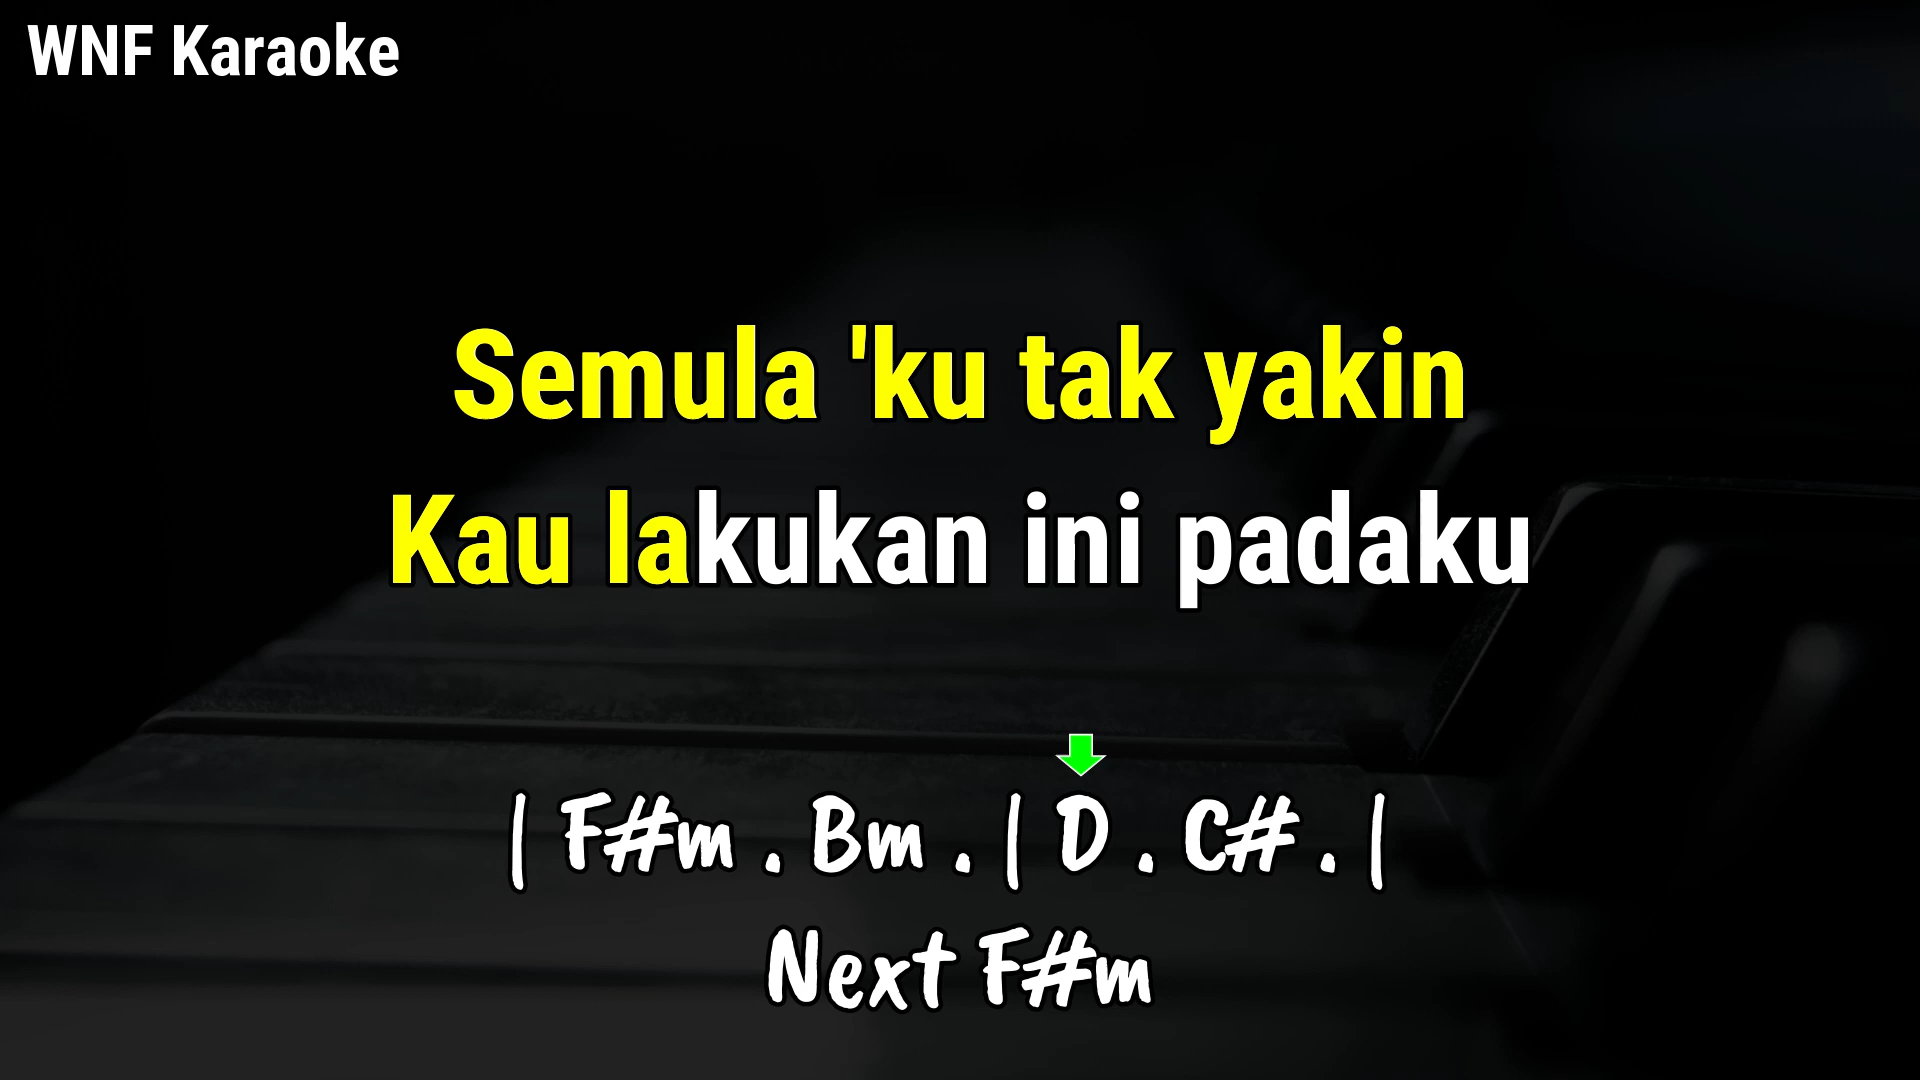 WNF Karaoke
Semula 'ku tak yakin
Kau lakukan ini padaku
| F#m . Bm . | D . C# . |
Next F#m